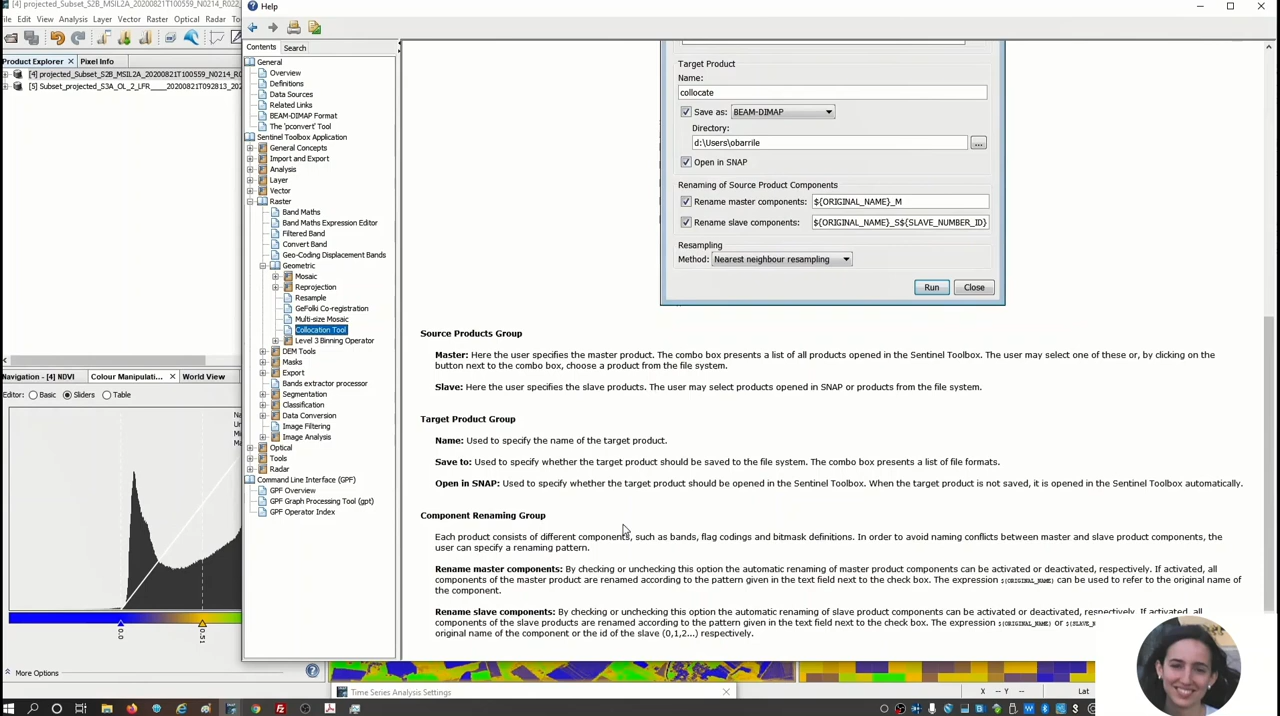 [4] projected_Subset_S2B_MSIL2A_20200821T100559_N0214_R022
File Edit View Analysis Layer Vector Raster Optical Radar
Product Explorer Pixel Info
[4] projected_Subset_S2B_MSIL2A_20200821T100559_N0214_R0
[5] Subset_projected_S3A_OL_2_LFR____20200821T092813_202
Navigation - [4] NDVI Colour Manipulati... World View
Editor: Basic Sliders Table
0.0
0.51
More Options
Help
Contents Search
General
Overview
Definitions
Data Sources
Related Links
BEAM-DIMAP Format
The 'pconvert' Tool
Sentinel Toolbox Application
General Concepts
Import and Export
Analysis
Layer
Vector
Raster
Band Maths
Band Maths Expression Editor
Filtered Band
Convert Band
Geo-Coding Displacement Bands
Geometric
Mosaic
Reprojection
Resample
GeFolki Co-registration
Multi-size Mosaic
Collocation Tool
Level 3 Binning Operator
DEM Tools
Masks
Export
Bands extractor processor
Segmentation
Classification
Data Conversion
Image Filtering
Image Analysis
Optical
Tools
Radar
Command Line Interface (GPF)
GPF Overview
GPF Graph Processing Tool (gpt)
GPF Operator Index
Target Product
Name:
collocate
Save as: BEAM-DIMAP
Directory:
d:\Users\obarrile
...
Open in SNAP
Renaming of Source Product Components
Rename master components: ${ORIGINAL_NAME}_M
Rename slave components: ${ORIGINAL_NAME}_S${SLAVE_NUMBER_ID}
Resampling
Method: Nearest neighbour resampling
Run Close
Source Products Group
Master: Here the user specifies the master product. The combo box presents a list of all products opened in the Sentinel Toolbox. The user may select one of these or, by clicking on the
button next to the combo box, choose a product from the file system.
Slave: Here the user specifies the slave products. The user may select products opened in SNAP or products from the file system.
Target Product Group
Name: Used to specify the name of the target product.
Save to: Used to specify whether the target product should be saved to the file system. The combo box presents a list of file formats.
Open in SNAP: Used to specify whether the target product should be opened in the Sentinel Toolbox. When the target product is not saved, it is opened in the Sentinel Toolbox automatically.
Component Renaming Group
Each product consists of different components, such as bands, flag codings and bitmask definitions. In order to avoid naming conflicts between master and slave product components, the
user can specify a renaming pattern.
Rename master components: By checking or unchecking this option the automatic renaming of master product components can be activated or deactivated, respectively. If activated, all
components of the master product are renamed according to the pattern given in the text field next to the check box. The expression ${ORIGINAL_NAME} can be used to refer to the original name of
the component.
Rename slave components: By checking or unchecking this option the automatic renaming of slave product components can be activated or deactivated, respectively. If activated, all
components of the slave products are renamed according to the pattern given in the text field next to the check box. The expression ${ORIGINAL_NAME} or
original name of the component or the id of the slave (0,1,2...) respectively.
Time Series Analysis Settings
X -- Y -- Lat